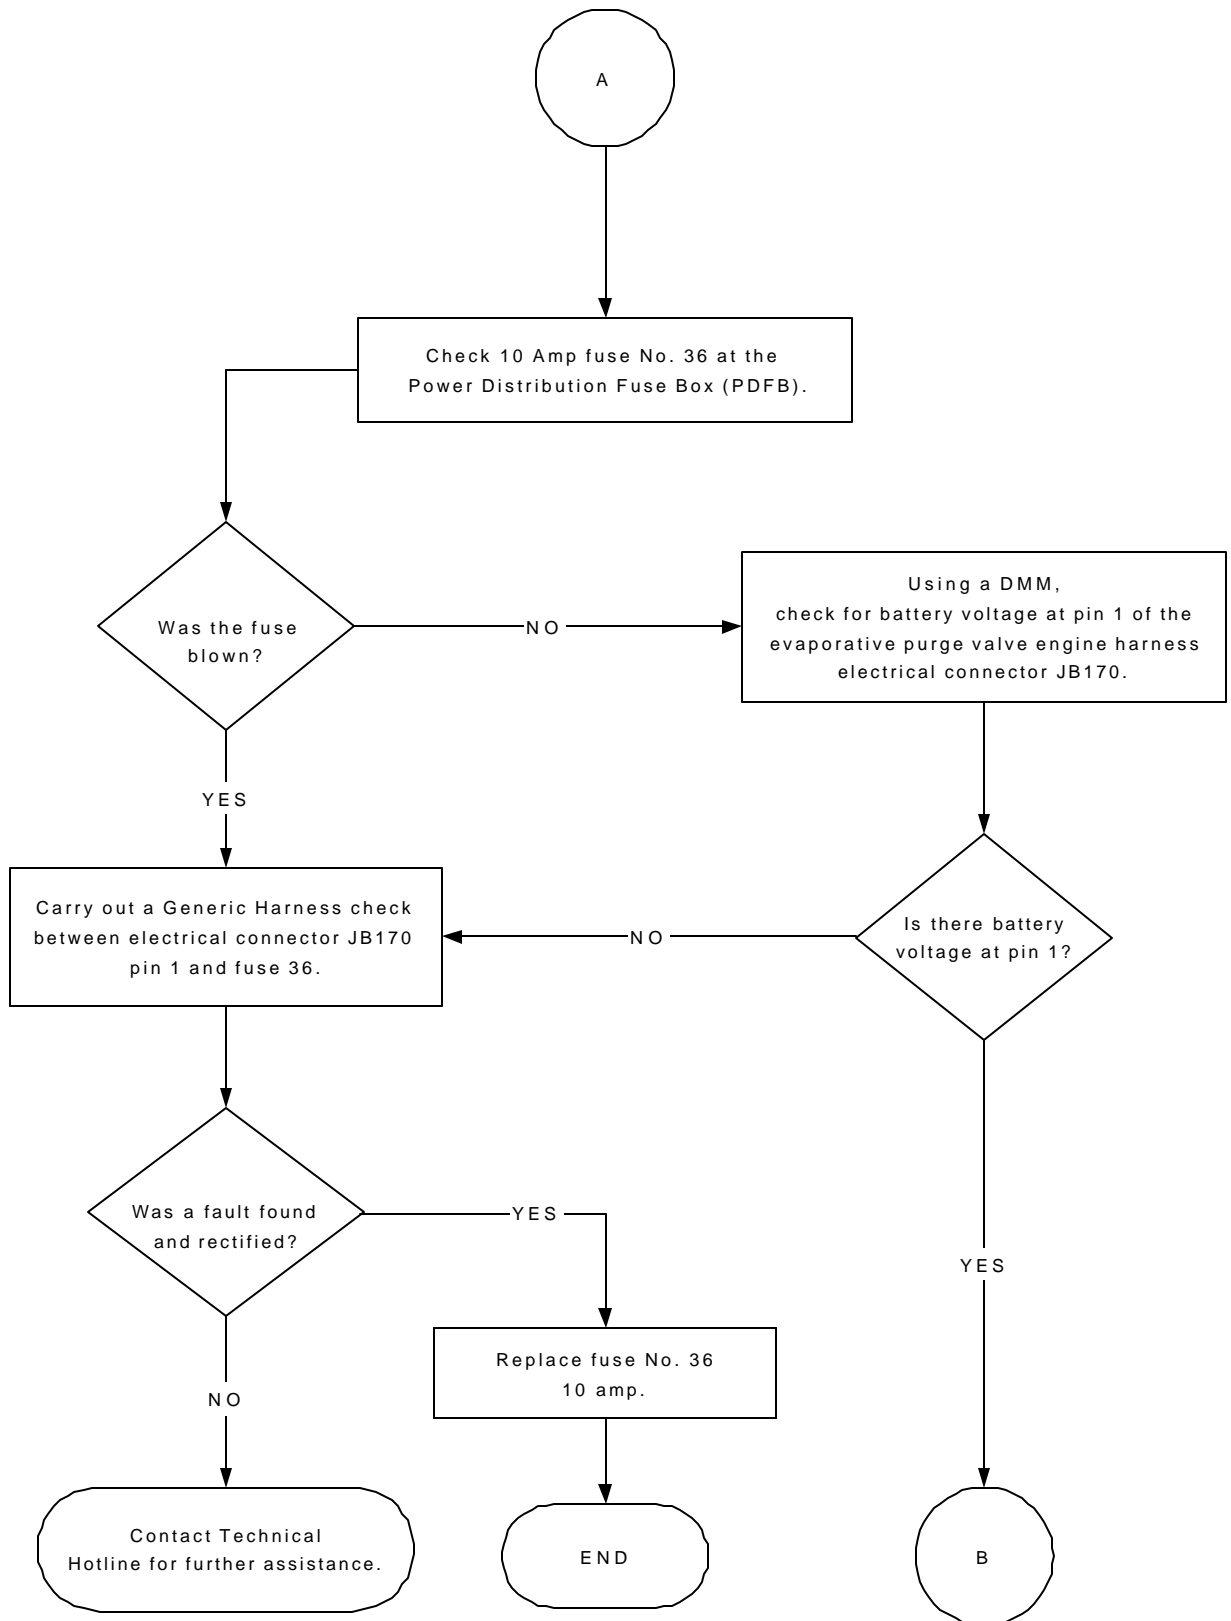 A
Check 10 Amp fuse No. 36 at the
Power Distribution Fuse Box (PDFB).
Was the fuse
blown?
NO
Using a DMM,
check for battery voltage at pin 1 of the
evaporative purge valve engine harness
electrical connector JB170.
YES
Carry out a Generic Harness check
between electrical connector JB170
pin 1 and fuse 36.
NO
Is there battery
voltage at pin 1?
Was a fault found
and rectified?
YES
YES
Replace fuse No. 36
10 amp.
NO
Contact Technical
Hotline for further assistance.
END
B